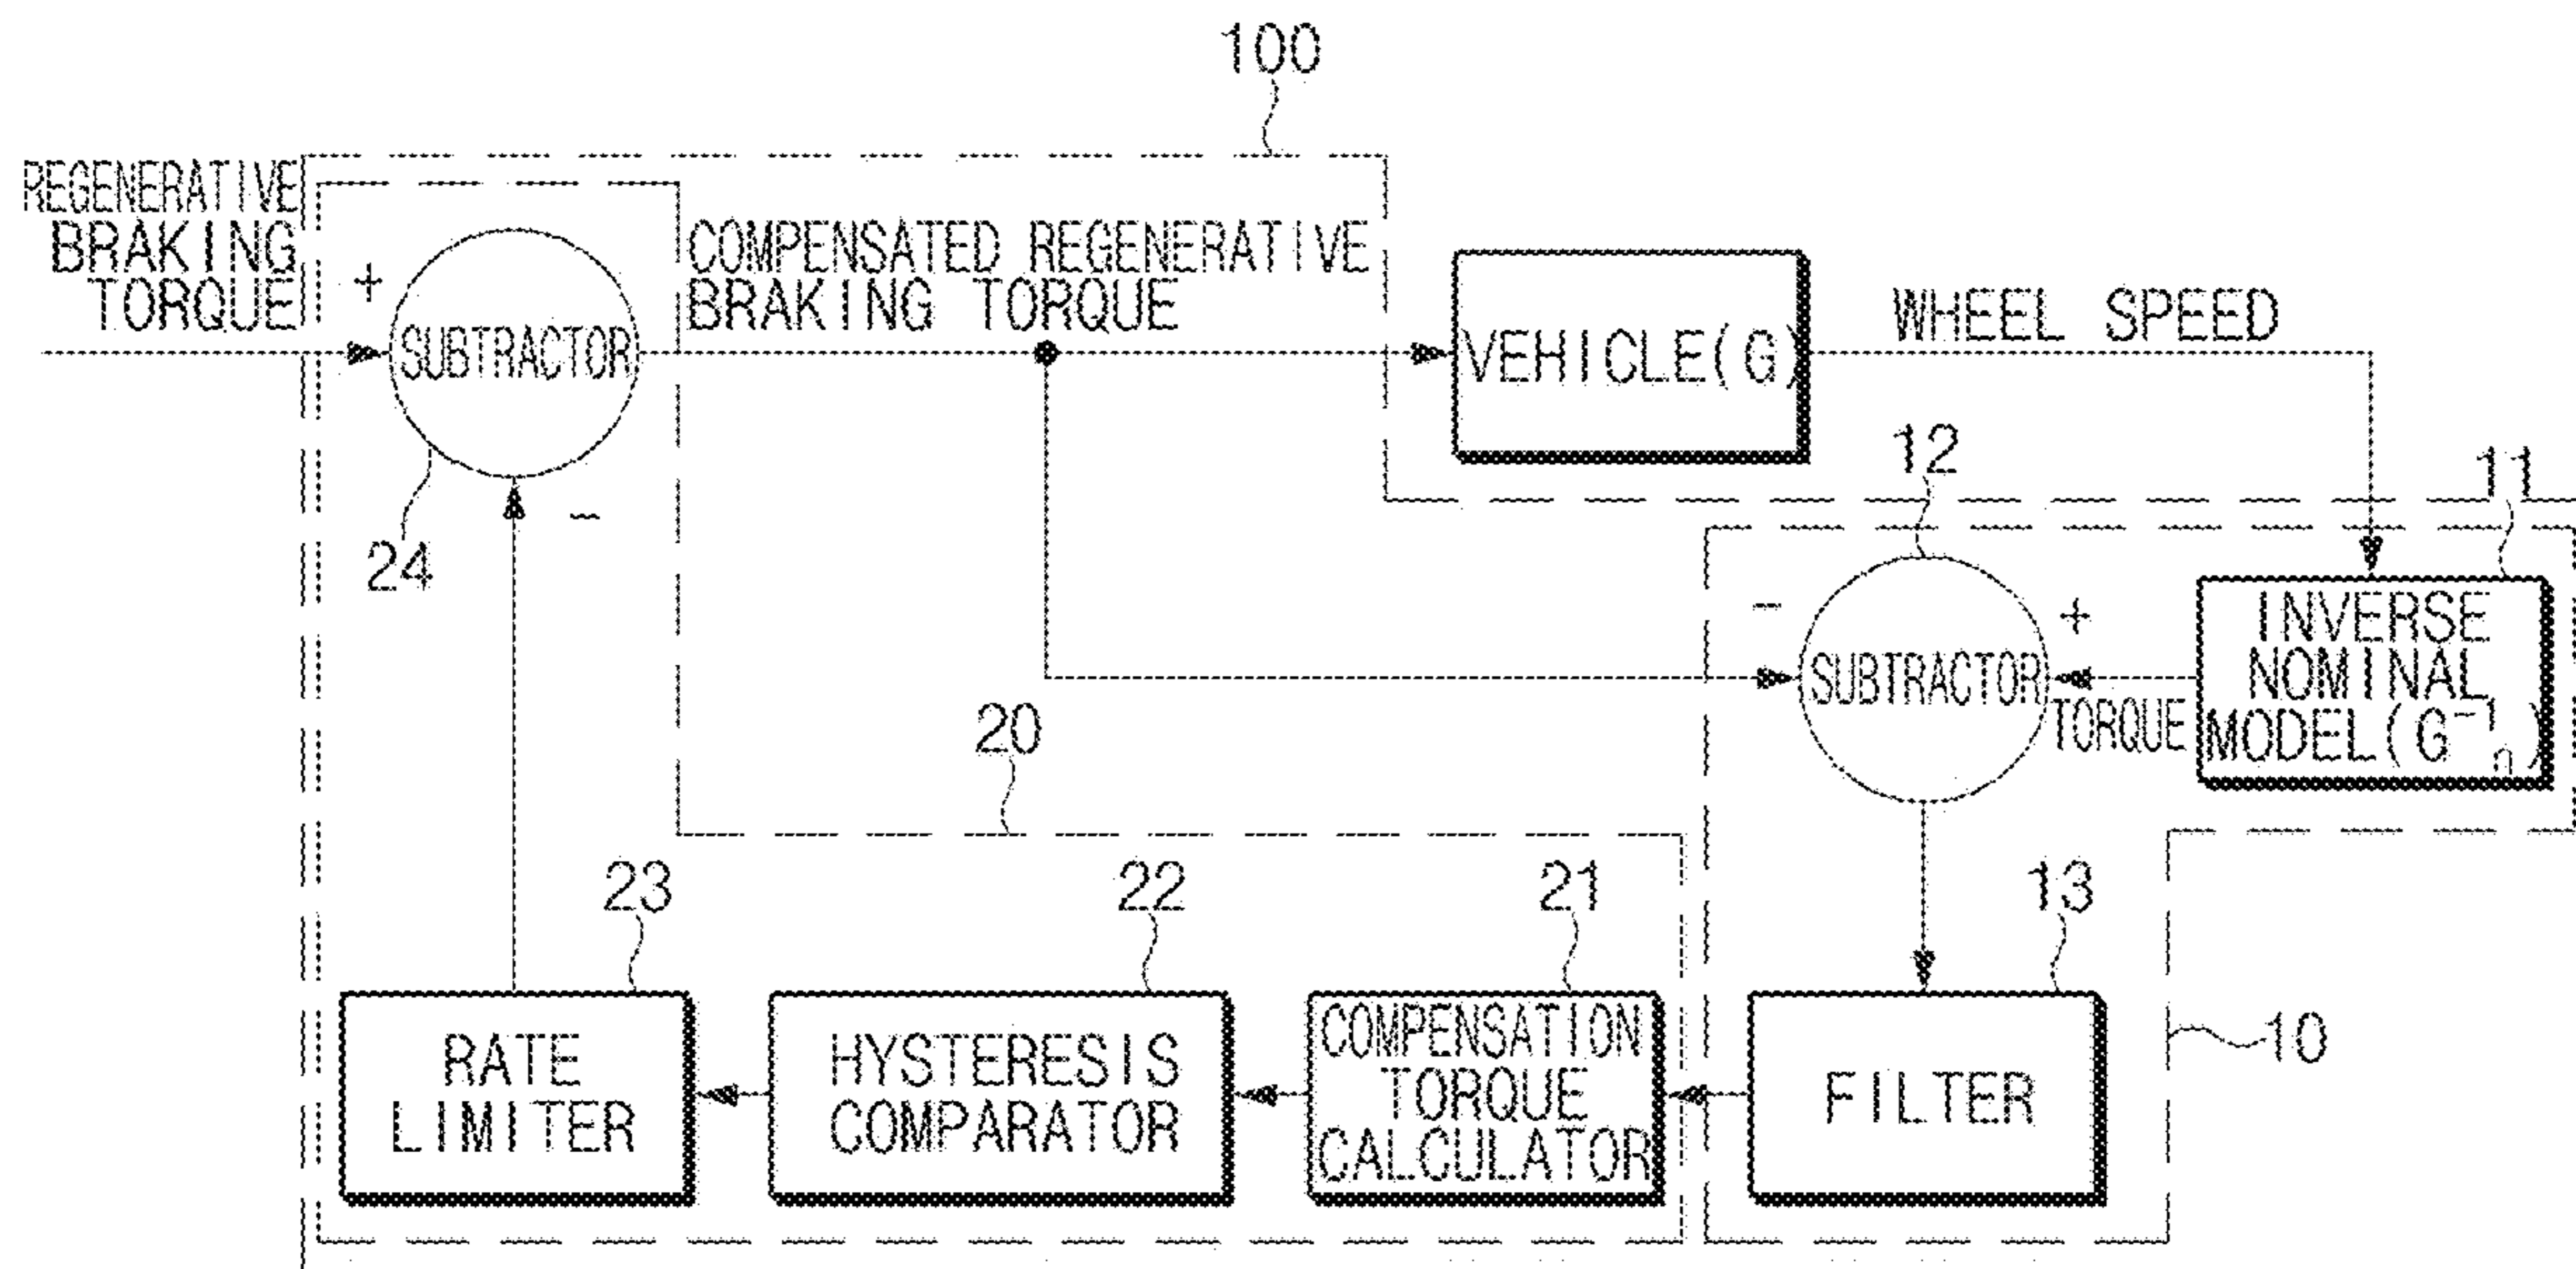 100
REGENERATIVE
BRAKING
TORQUE
+
SUBTRACTOR
-
24
COMPENSATED REGENERATIVE
BRAKING TORQUE
VEHICLE(G)
WHEEL SPEED
12
11
-
SUBTRACTOR
+
TORQUE
INVERSE
NOMINAL
MODEL(G⁻¹ₙ)
20
23
22
21
13
RATE
LIMITER
HYSTERESIS
COMPARATOR
COMPENSATION
TORQUE
CALCULATOR
FILTER
10